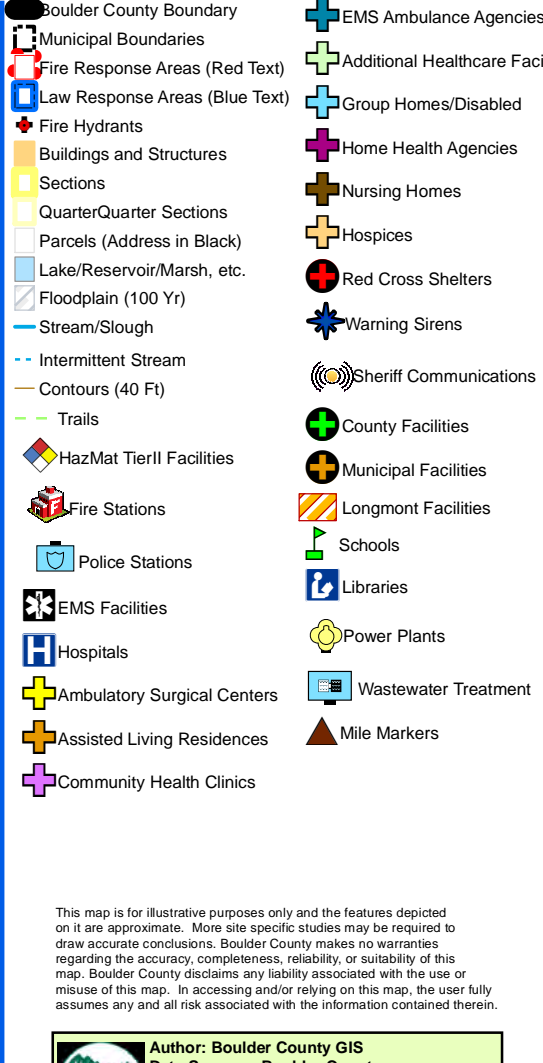 Boulder County Boundary
Municipal Boundaries
Fire Response Areas (Red Text)
Law Response Areas (Blue Text)
Fire Hydrants
Buildings and Structures
Sections
QuarterQuarter Sections
Parcels (Address in Black)
Lake/Reservoir/Marsh, etc.
Floodplain (100 Yr)
Stream/Slough
Intermittent Stream
Contours (40 Ft)
Trails
HazMat TierII Facilities
Fire Stations
Police Stations
EMS Facilities
Hospitals
Ambulatory Surgical Centers
Assisted Living Residences
Community Health Clinics
EMS Ambulance Agencies
Additional Healthcare Faci
Group Homes/Disabled
Home Health Agencies
Nursing Homes
Hospices
Red Cross Shelters
Warning Sirens
Sheriff Communications
County Facilities
Municipal Facilities
Longmont Facilities
Schools
Libraries
Power Plants
Wastewater Treatment
Mile Markers
This map is for illustrative purposes only and the features depicted
on it are approximate. More site specific studies may be required to
draw accurate conclusions. Boulder County makes no warranties
regarding the accuracy, completeness, reliability, or suitability of this
map. Boulder County disclaims any liability associated with the use or
misuse of this map. In accessing and/or relying on this map, the user fully
assumes any and all risk associated with the information contained therein.
Author: Boulder County GIS